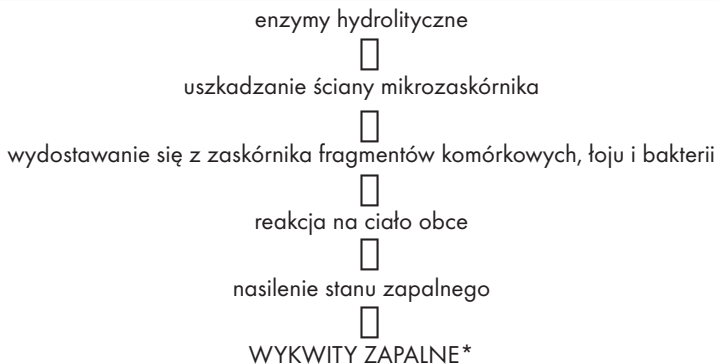 enzymy hydrolityczne
uszkadzanie ściany mikrozaskórnika
wydostawanie się z zaskórnika fragmentów komórkowych, łoju i bakterii
reakcja na ciało obce
nasilenie stanu zapalnego
WYKWITY ZAPALNE*